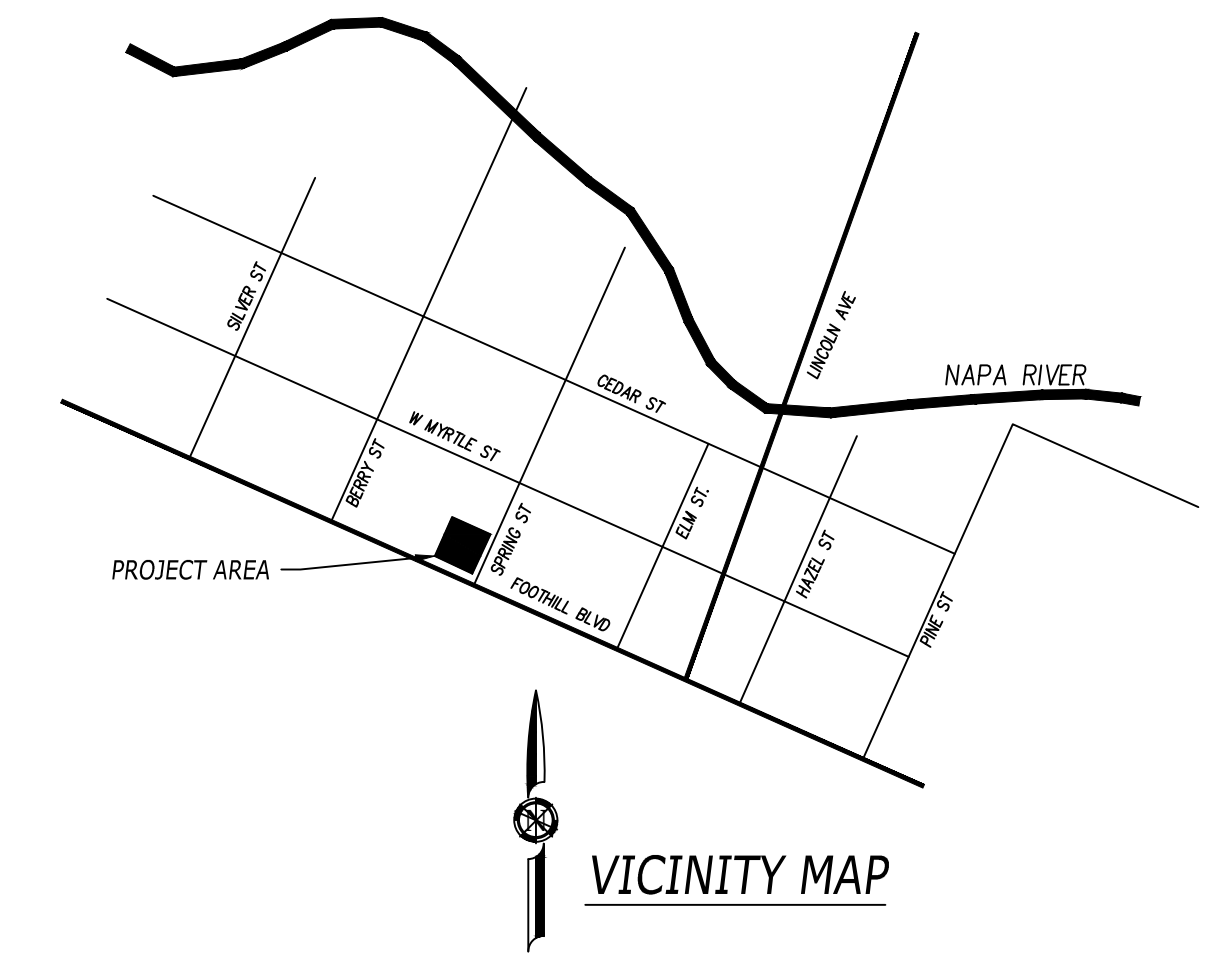 SILVER ST
LINCOLN AVE
NAPA RIVER
CEDAR ST
W MYRTLE ST
BERRY ST
ELM ST.
SPRING ST
HAZEL ST
PROJECT AREA
FOOTHILL BLVD
PINE ST
N
VICINITY MAP